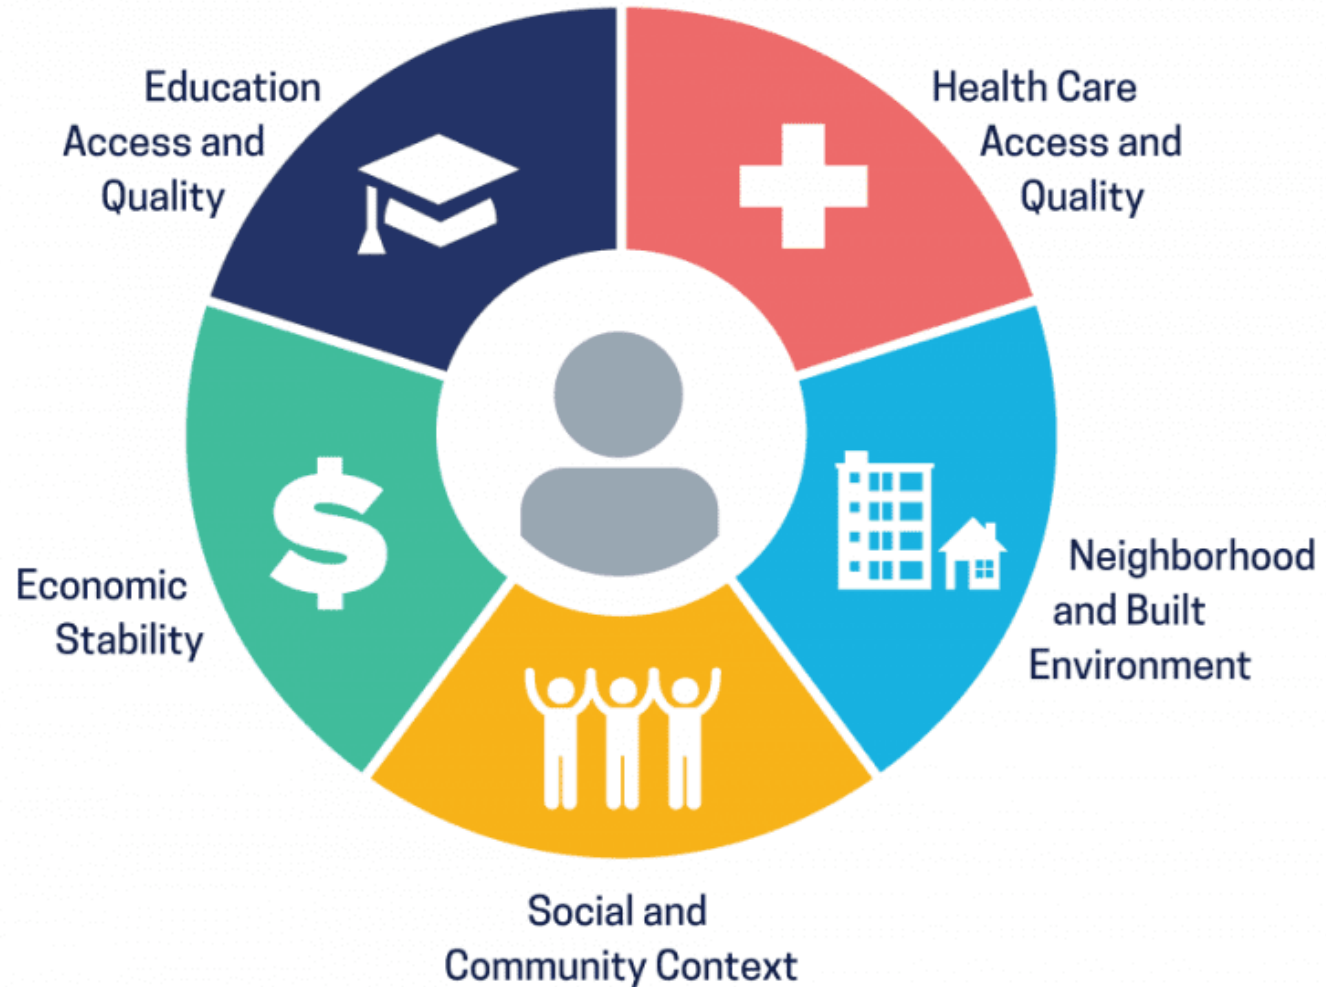 Education
Access and
Quality
Health Care
Access and
Quality
Economic
Stability
Neighborhood
and Built
Environment
Social and
Community Context